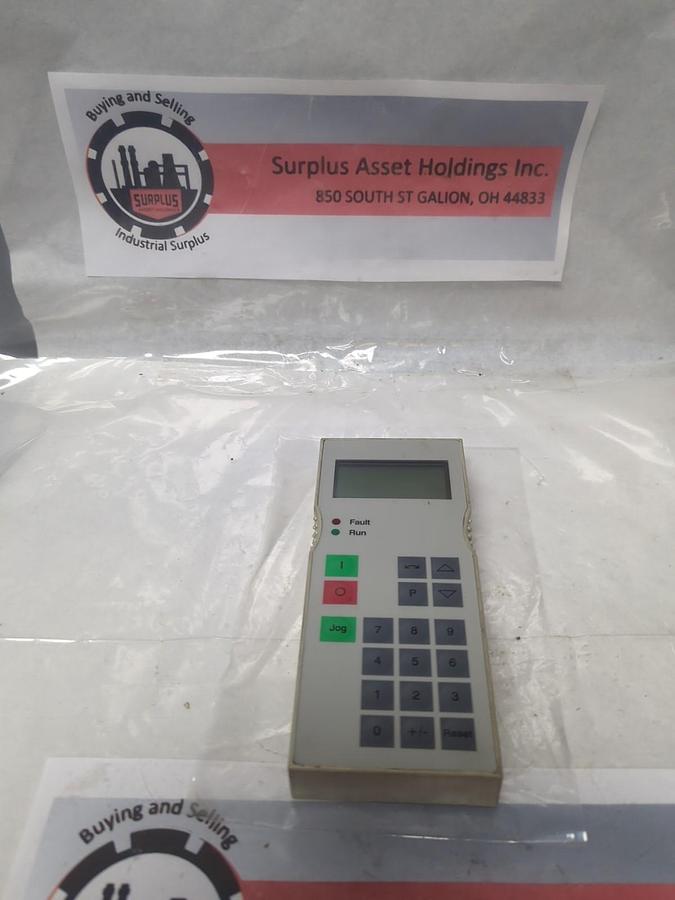 Buying and Selling
SURPLUS
Industrial Surplus
Surplus Asset Holdings Inc.
850 SOUTH ST GALION, OH 44833
Fault
Run
I
O
P
Jog
7 8 9
4 5 6
1 2 3
0 +/- Reset
Buying and Selling